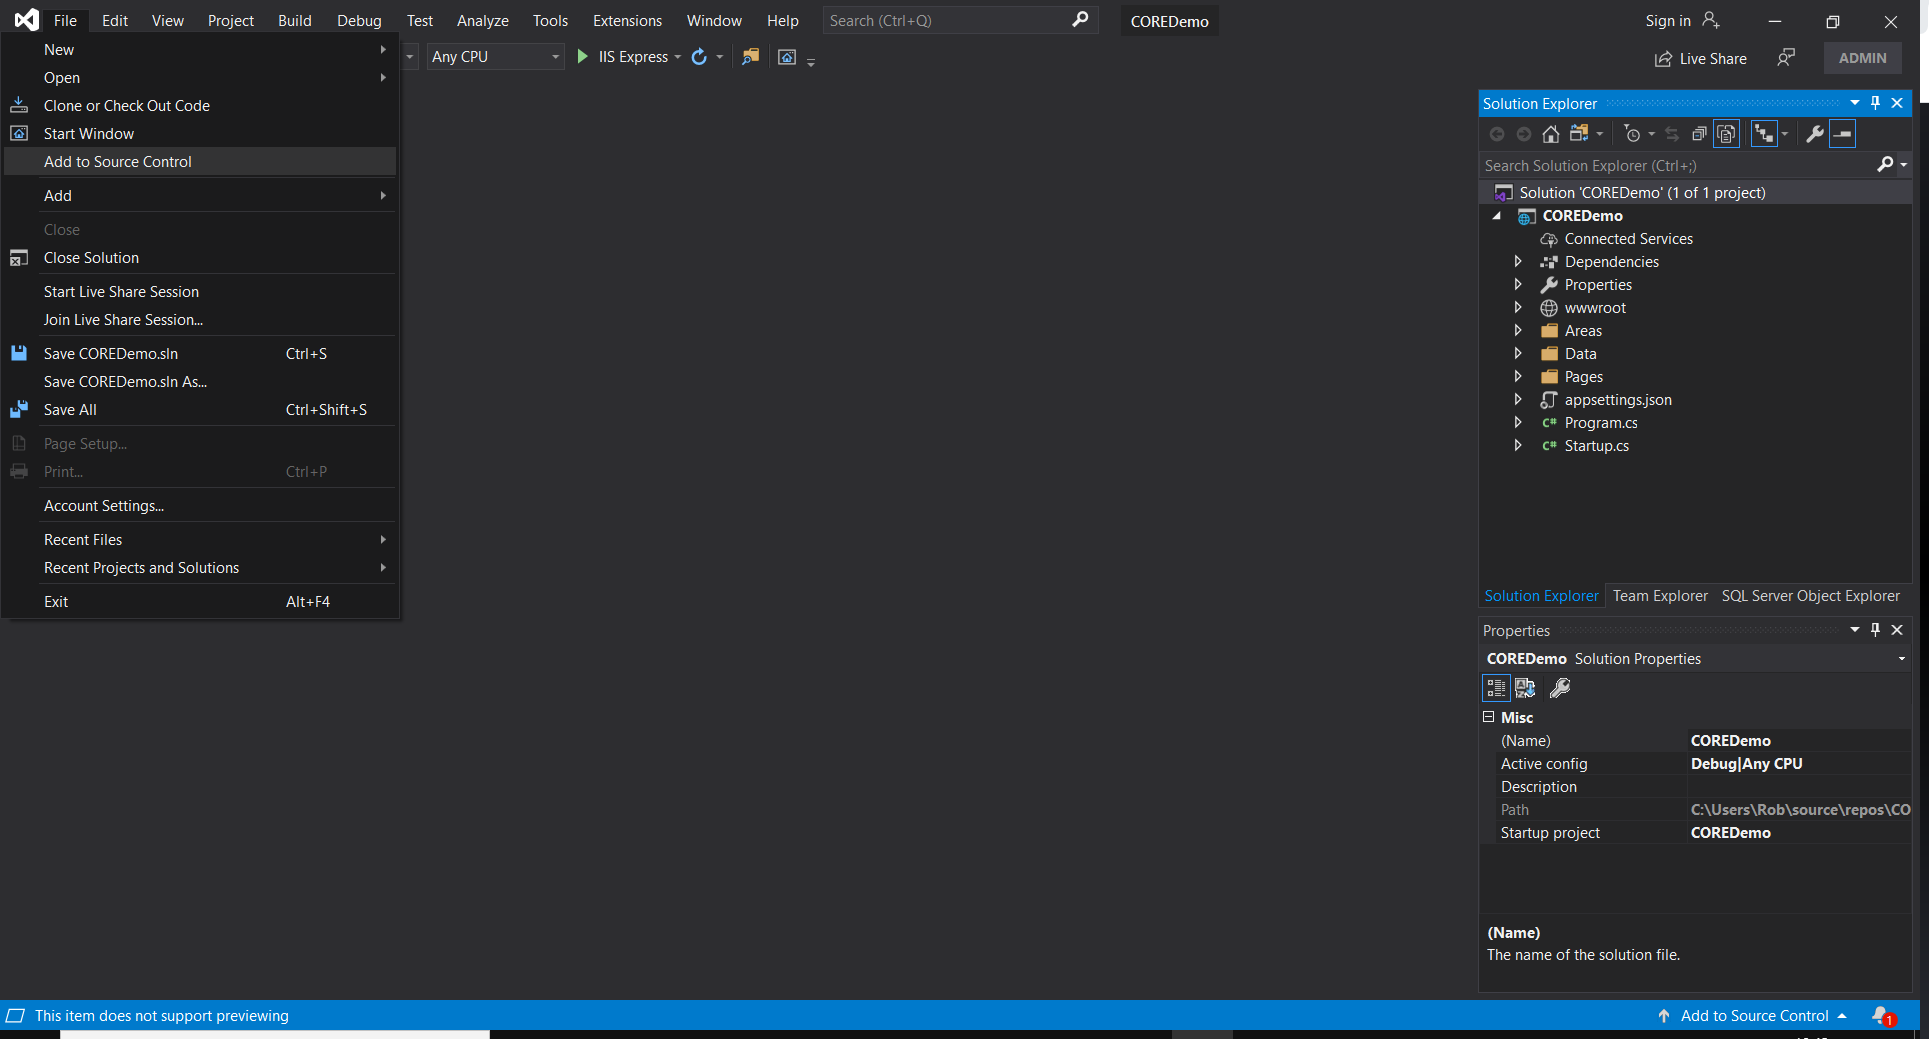 File Edit View Project Build Debug Test Analyze Tools Extensions Window Help Search (Ctrl+Q) COREDemo Sign in
Any CPU IIS Express Live Share ADMIN
New
Open
Clone or Check Out Code
Start Window
Add to Source Control
Add
Close
Close Solution
Start Live Share Session
Join Live Share Session...
Save COREDemo.sln Ctrl+S
Save COREDemo.sln As...
Save All Ctrl+Shift+S
Page Setup...
Print... Ctrl+P
Account Settings...
Recent Files
Recent Projects and Solutions
Exit Alt+F4
Solution Explorer
Search Solution Explorer (Ctrl+;)
Solution 'COREDemo' (1 of 1 project)
COREDemo
Connected Services
Dependencies
Properties
wwwroot
Areas
Data
Pages
appsettings.json
C# Program.cs
C# Startup.cs
Solution Explorer Team Explorer SQL Server Object Explorer
Properties
COREDemo Solution Properties
Misc
(Name) COREDemo
Active config Debug|Any CPU
Description
Path C:\Users\Rob\source\repos\CO
Startup project COREDemo
(Name)
The name of the solution file.
This item does not support previewing Add to Source Control 1